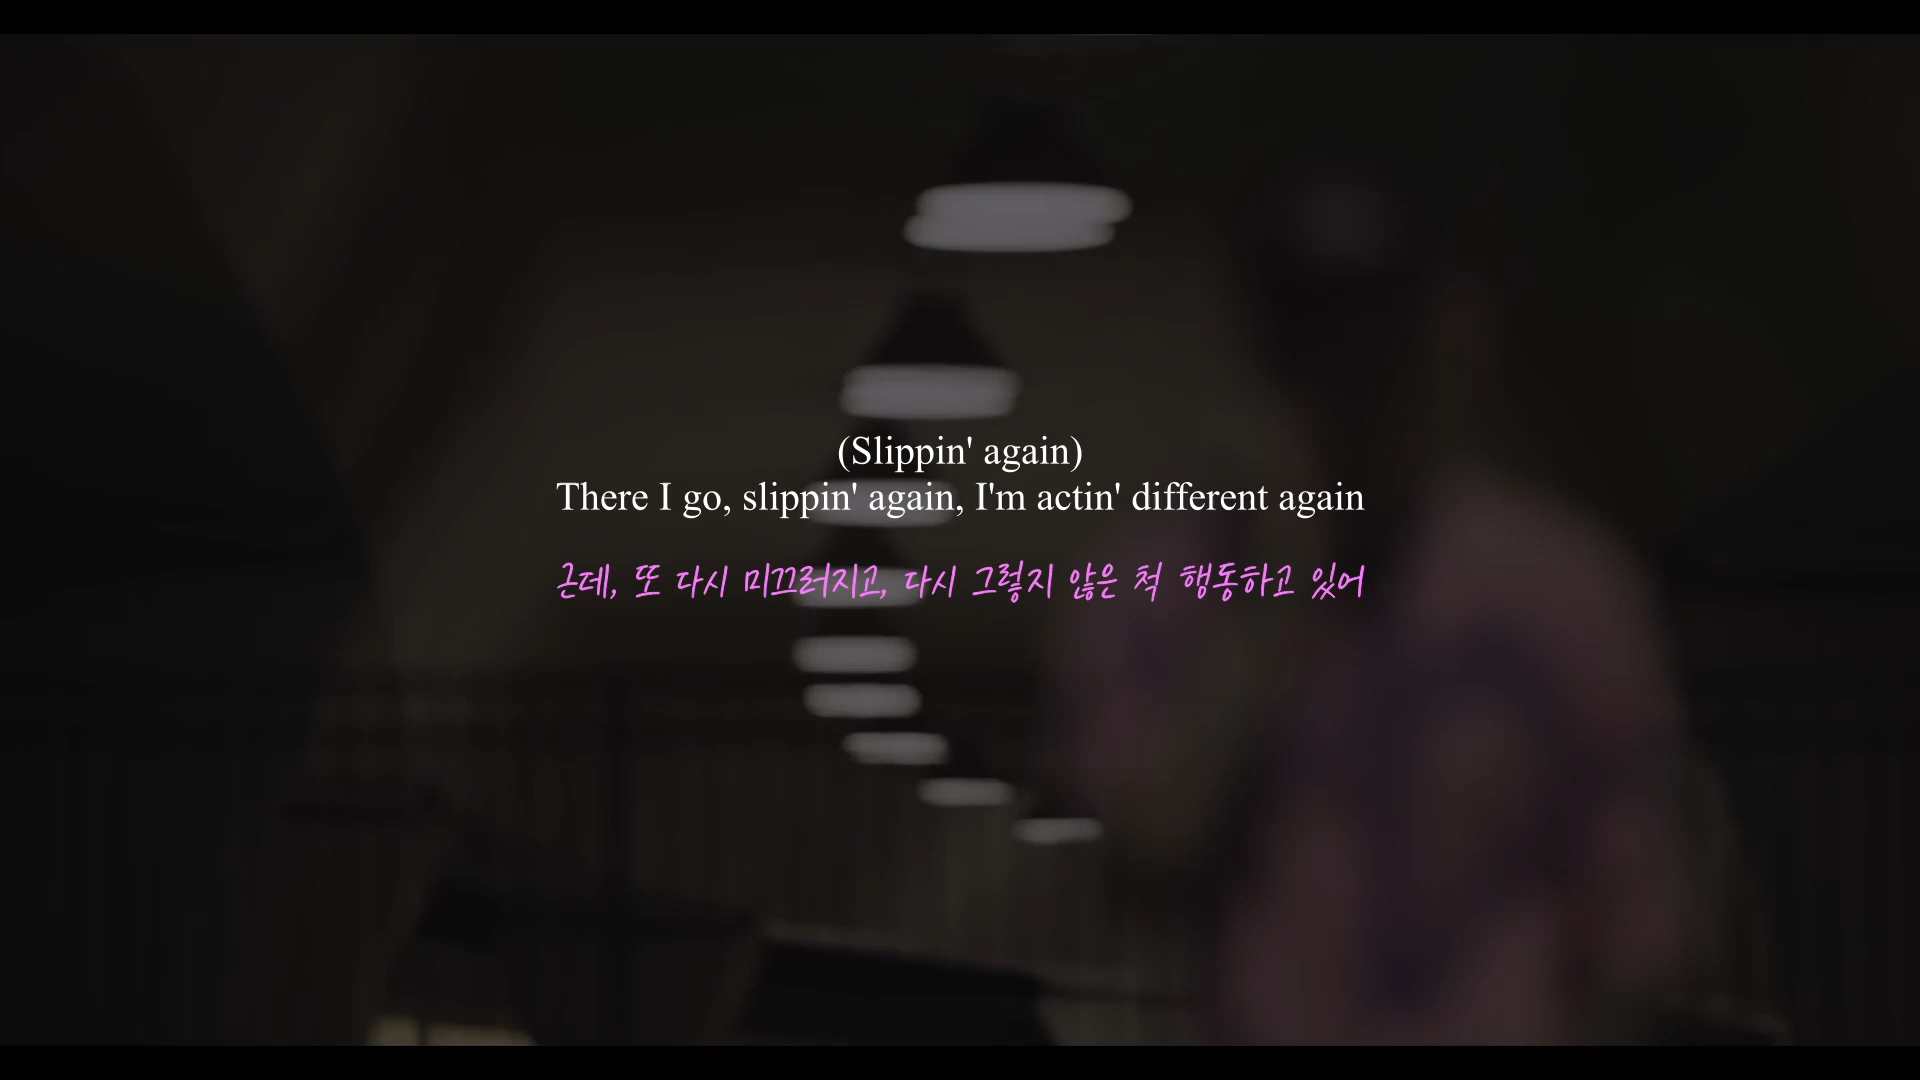 (Slippin' again)
There I go, slippin' again, I'm actin' different again
근데, 또 다시 미끄러지고, 다시 그렇지 않은 척 행동하고 있어